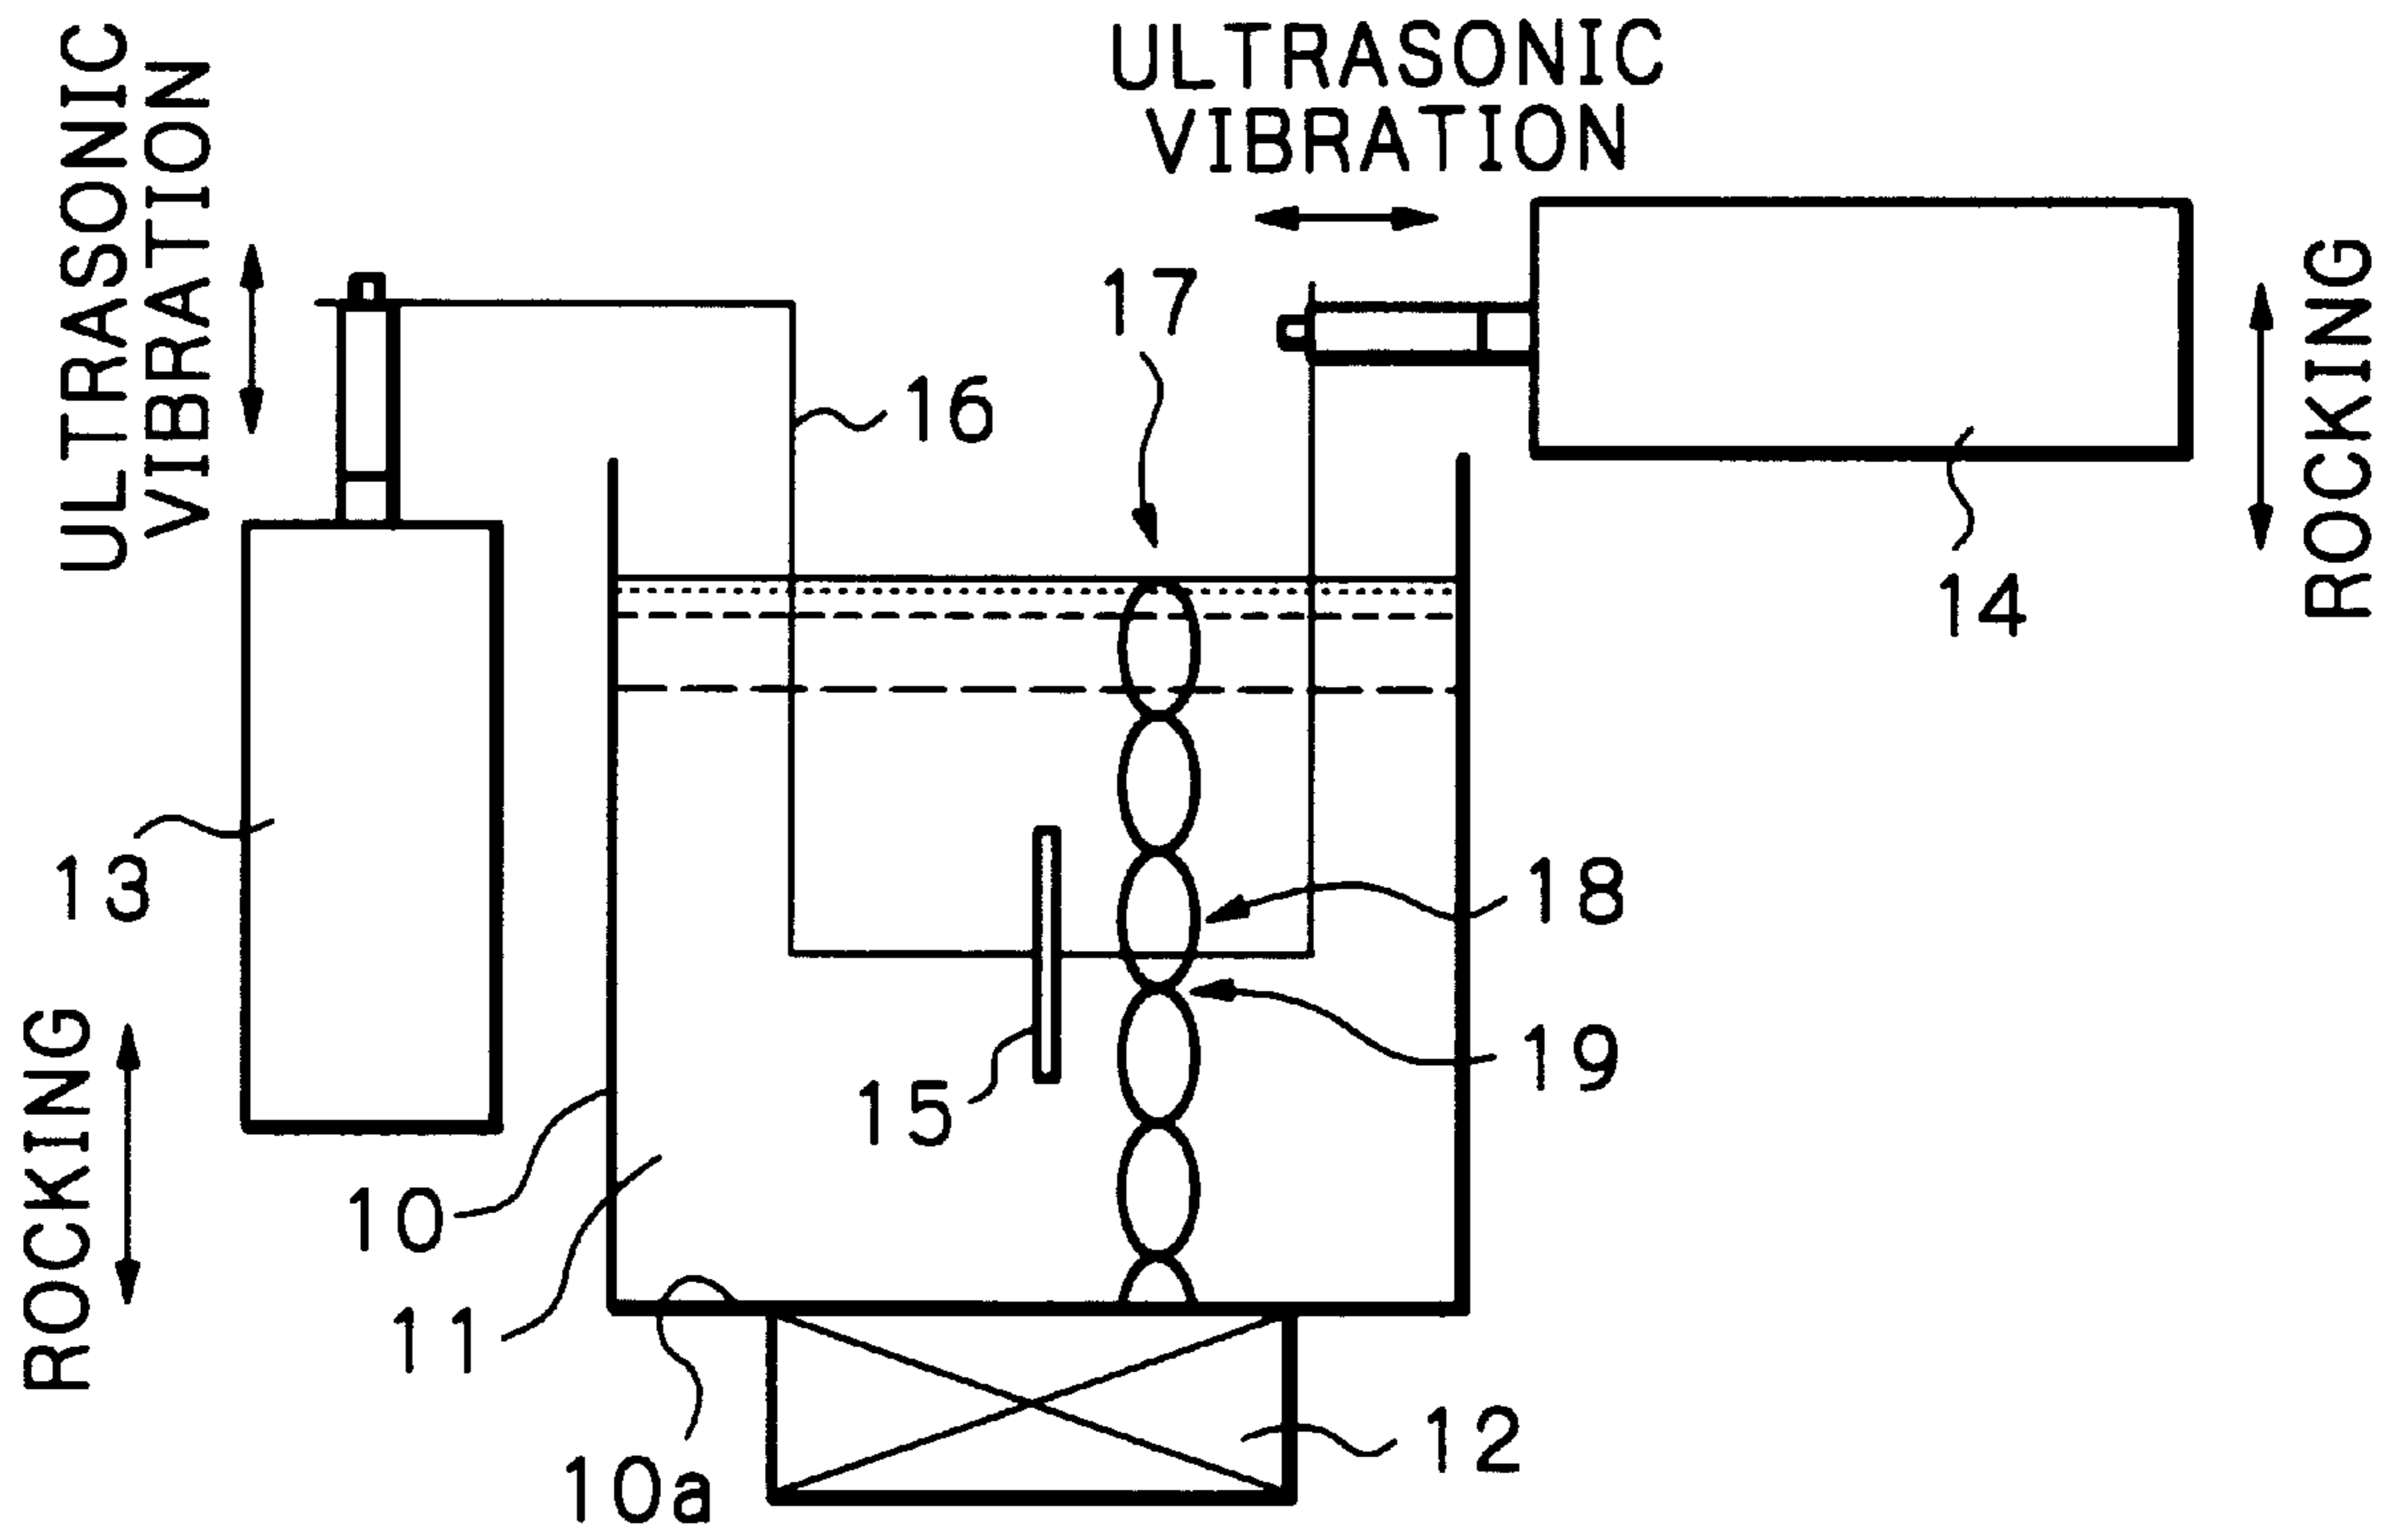 ULTRASONIC
VIBRATION
ULTRASONIC
VIBRATION
ROCKING
17
16
14
13
18
19
15
10
11
ROCKING
12
10a